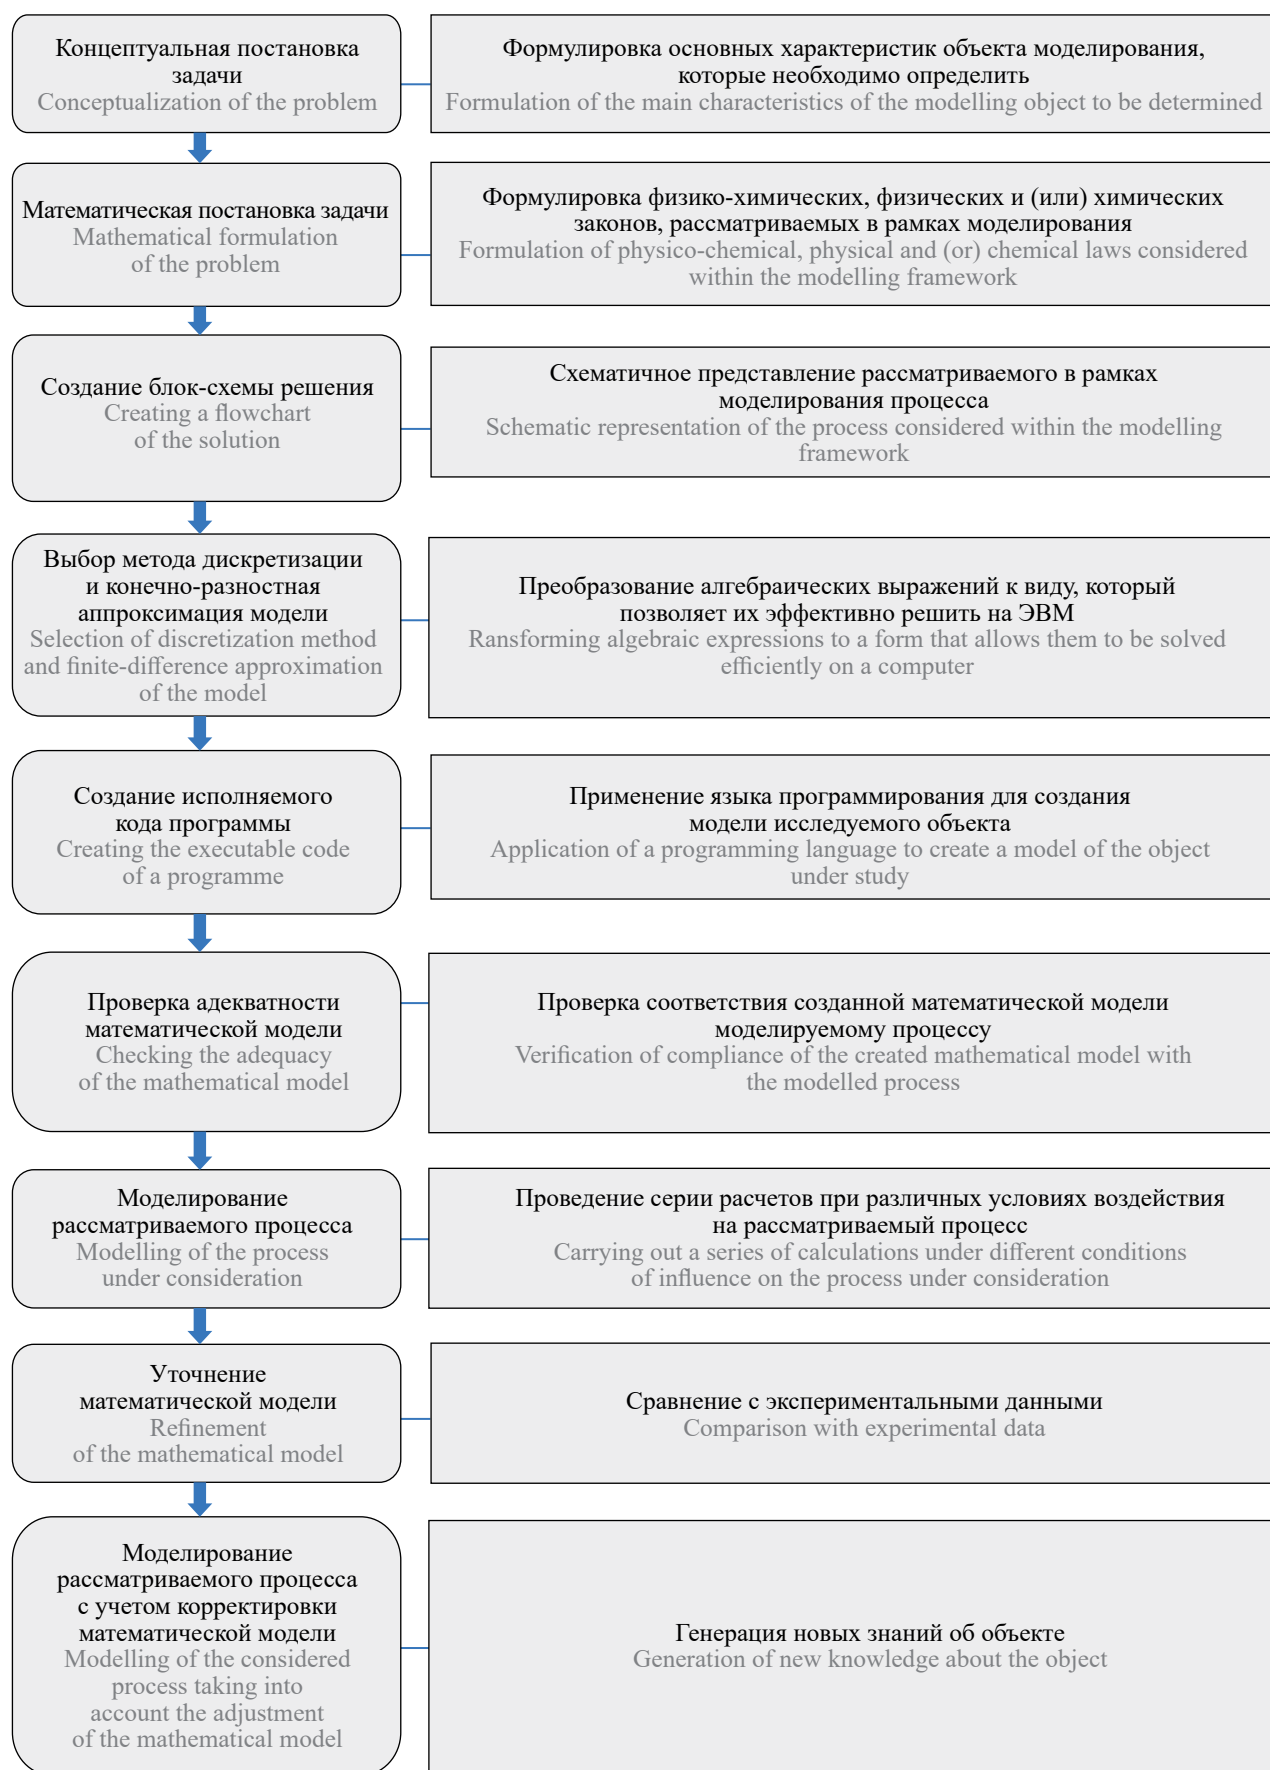 Концептуальная постановка
задачи
Conceptualization of the problem
Формулировка основных характеристик объекта моделирования,
которые необходимо определить
Formulation of the main characteristics of the modelling object to be determined
Математическая постановка задачи
Mathematical formulation
of the problem
Формулировка физико-химических, физических и (или) химических
законов, рассматриваемых в рамках моделирования
Formulation of physico-chemical, physical and (or) chemical laws considered
within the modelling framework
Создание блок-схемы решения
Creating a flowchart
of the solution
Схематичное представление рассматриваемого в рамках
моделирования процесса
Schematic representation of the process considered within the modelling
framework
Выбор метода дискретизации
и конечно-разностная
аппроксимация модели
Selection of discretization method
and finite-difference approximation
of the model
Преобразование алгебраических выражений к виду, который
позволяет их эффективно решить на ЭВМ
Ransforming algebraic expressions to a form that allows them to be solved
efficiently on a computer
Создание исполняемого
кода программы
Creating the executable code
of a programme
Применение языка программирования для создания
модели исследуемого объекта
Application of a programming language to create a model of the object
under study
Проверка адекватности
математической модели
Checking the adequacy
of the mathematical model
Проверка соответствия созданной математической модели
моделируемому процессу
Verification of compliance of the created mathematical model with
the modelled process
Моделирование
рассматриваемого процесса
Modelling of the process
under consideration
Проведение серии расчетов при различных условиях воздействия
на рассматриваемый процесс
Carrying out a series of calculations under different conditions
of influence on the process under consideration
Уточнение
математической модели
Refinement
of the mathematical model
Сравнение с экспериментальными данными
Comparison with experimental data
Моделирование
рассматриваемого процесса
с учетом корректировки
математической модели
Modelling of the considered
process taking into
account the adjustment
of the mathematical model
Генерация новых знаний об объекте
Generation of new knowledge about the object